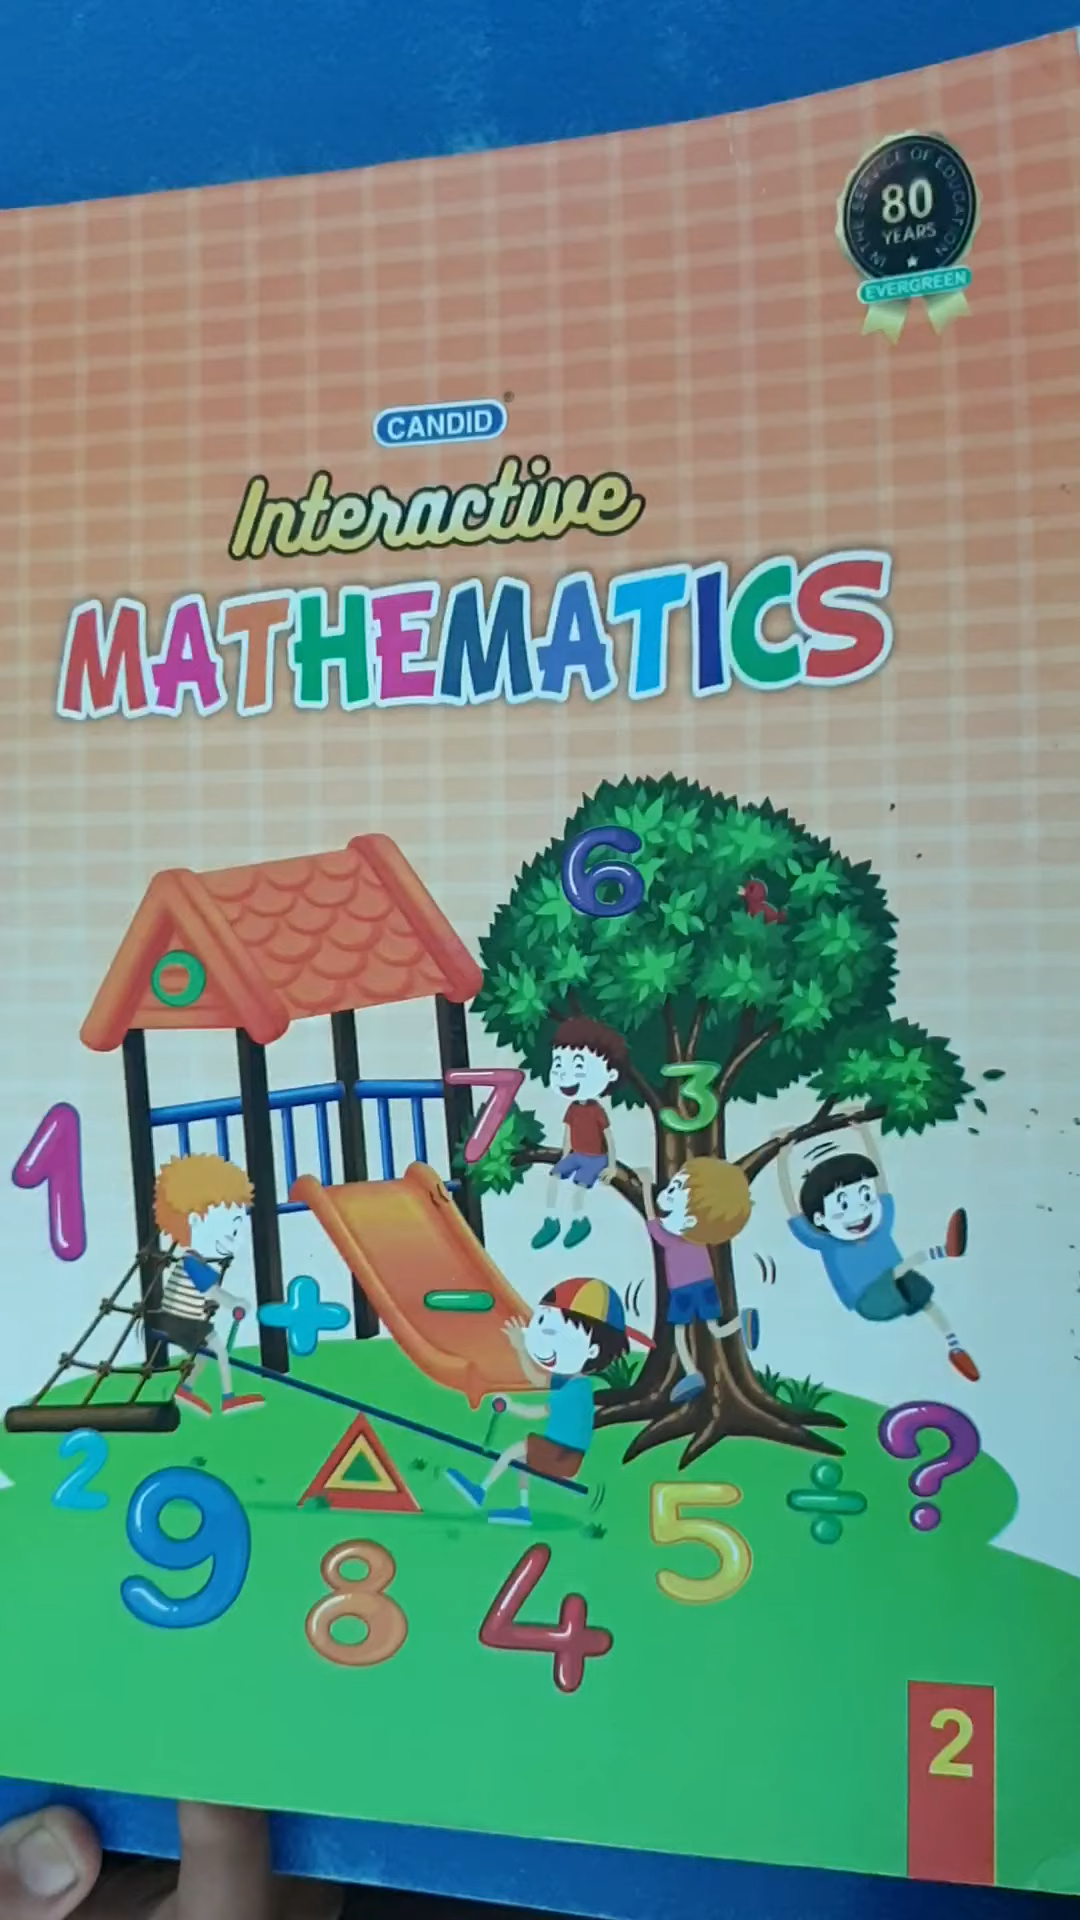 IN THE SERVICE OF EDUCATION
80
YEARS
EVERGREEN
CANDID®
Interactive
MATHEMATICS
6
7
3
1
+
-
2
9
8
4
5
÷
?
2